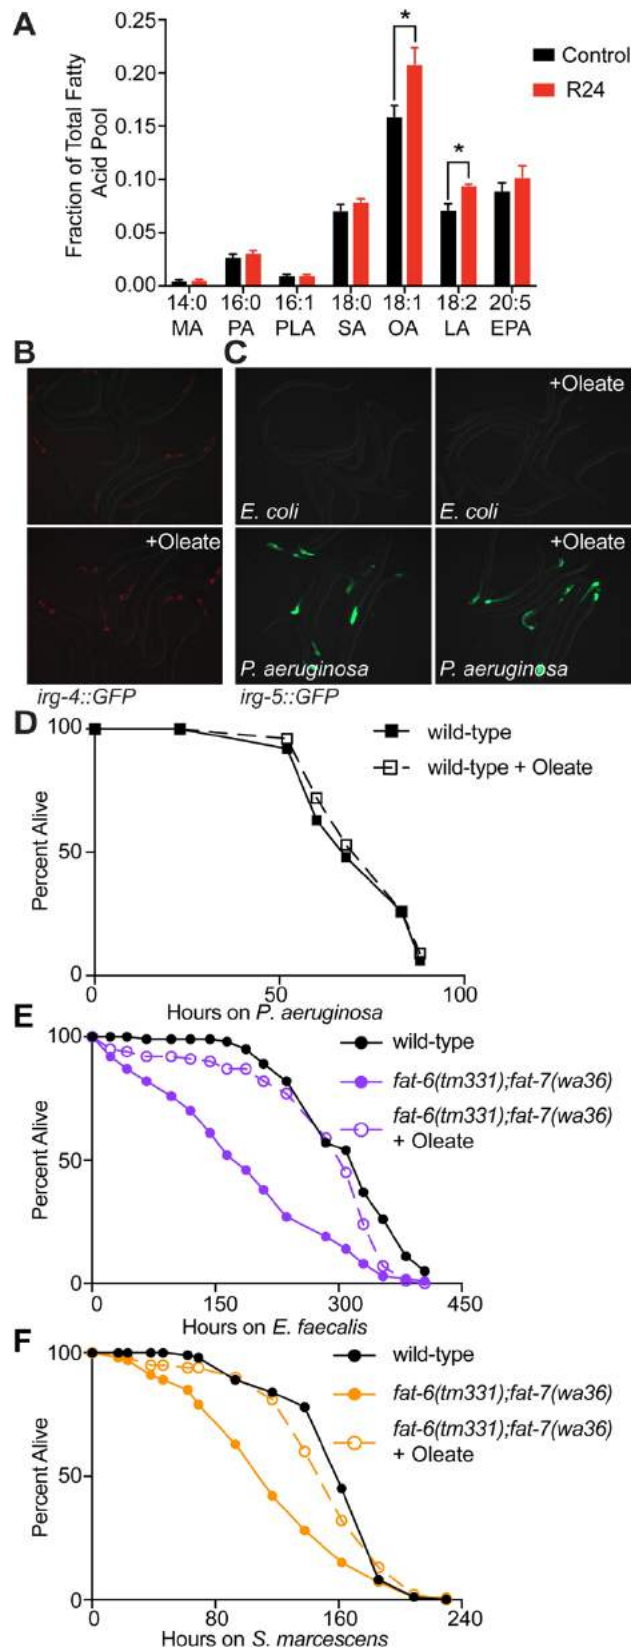 A
Fraction of Total Fatty
Acid Pool
0.25
0.20
0.15
0.10
0.05
0.00
*
*
Control
R24
14:0 16:0 16:1 18:0 18:1 18:2 20:5
MA PA PLA SA OA LA EPA
B
+Oleate
irg-4::GFP
C
E. coli
+Oleate
E. coli
P. aeruginosa
+Oleate
P. aeruginosa
irg-5::GFP
D
Percent Alive
100
50
0
wild-type
wild-type + Oleate
0 50 100
Hours on P. aeruginosa
E
Percent Alive
100
50
0
wild-type
fat-6(tm331);fat-7(wa36)
fat-6(tm331);fat-7(wa36)
+ Oleate
0 150 300 450
Hours on E. faecalis
F
Percent Alive
100
50
0
wild-type
fat-6(tm331);fat-7(wa36)
fat-6(tm331);fat-7(wa36)
+ Oleate
0 80 160 240
Hours on S. marcescens